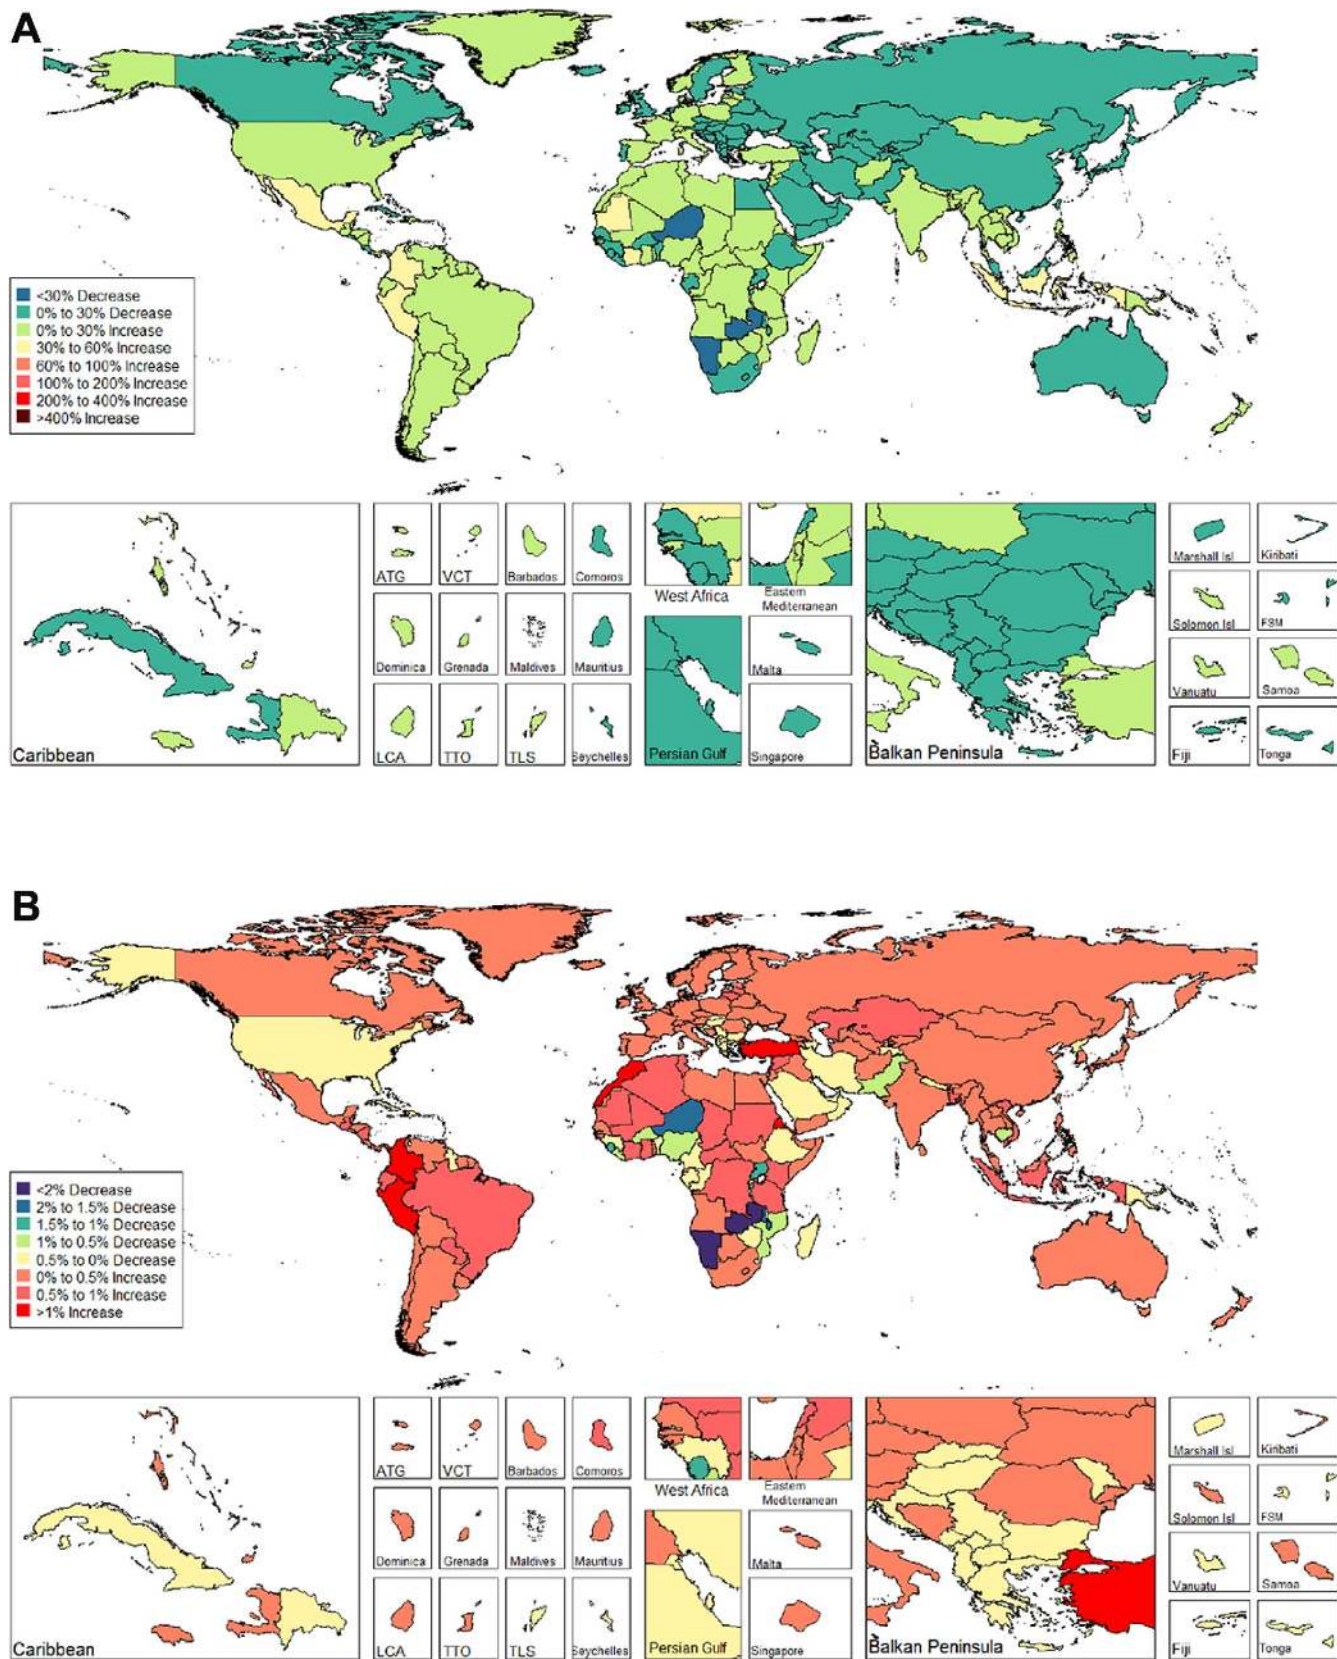 A
<30% Decrease
0% to 30% Decrease
0% to 30% Increase
30% to 60% Increase
60% to 100% Increase
100% to 200% Increase
200% to 400% Increase
>400% Increase
Caribbean
ATG
VCT
Barbados
Comoros
Dominica
Grenada
Maldives
Mauritius
LCA
TTO
TLS
Seychelles
West Africa
Eastern
Mediterranean
Persian Gulf
Malta
Singapore
Balkan Peninsula
Marshall Isl
Kiribati
Solomon Isl
FSM
Vanuatu
Samoa
Fiji
Tonga
B
<2% Decrease
2% to 1.5% Decrease
1.5% to 1% Decrease
1% to 0.5% Decrease
0.5% to 0% Decrease
0% to 0.5% Increase
0.5% to 1% Increase
>1% Increase
Caribbean
ATG
VCT
Barbados
Comoros
Dominica
Grenada
Maldives
Mauritius
LCA
TTO
TLS
Seychelles
West Africa
Eastern
Mediterranean
Persian Gulf
Malta
Singapore
Balkan Peninsula
Marshall Isl
Kiribati
Solomon Isl
FSM
Vanuatu
Samoa
Fiji
Tonga